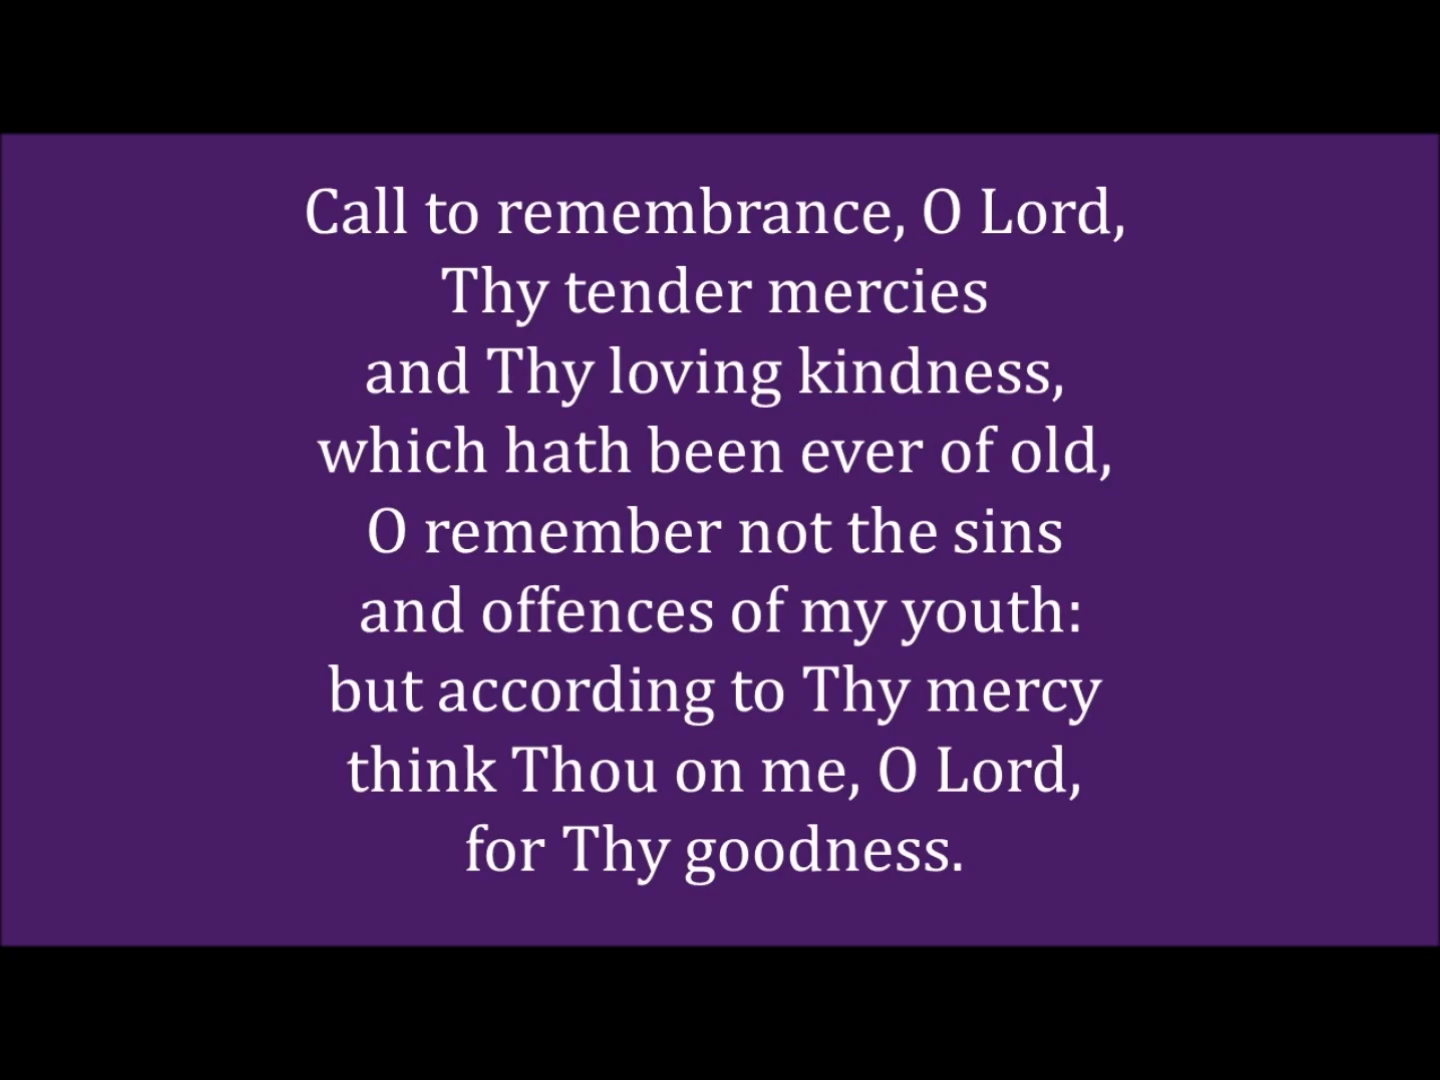 Call to remembrance, O Lord,
Thy tender mercies
and Thy loving kindness,
which hath been ever of old,
O remember not the sins
and offences of my youth:
but according to Thy mercy
think Thou on me, O Lord,
for Thy goodness.